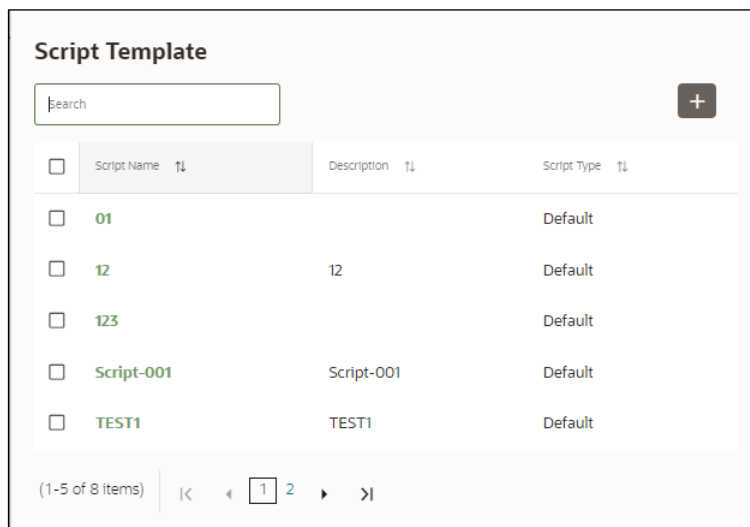 Script Template
Search
+
Script Name Description Script Type
01 Default
12 12 Default
123 Default
Script-001 Script-001 Default
TEST1 TEST1 Default
(1-5 of 8 items) 1 2